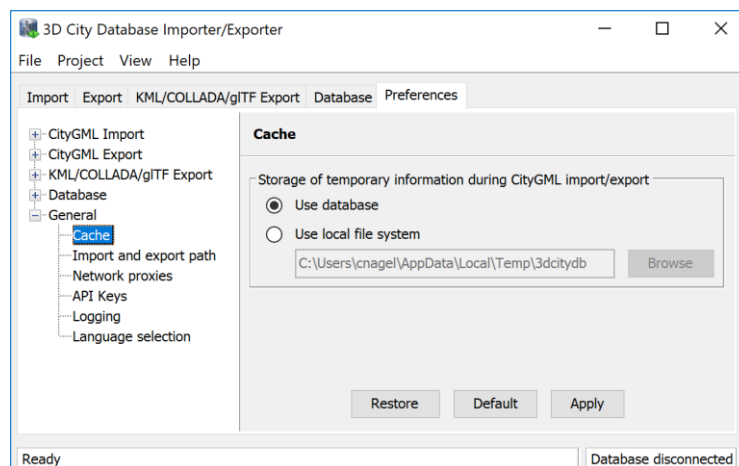 3D City Database Importer/Exporter
File Project View Help
Import Export KML/COLLADA/glTF Export Database Preferences
CityGML Import
CityGML Export
KML/COLLADA/glTF Export
Database
General
Cache
Import and export path
Network proxies
API Keys
Logging
Language selection
Cache
Storage of temporary information during CityGML import/export
Use database
Use local file system
C:\Users\cnagel\AppData\Local\Temp\3dcitydb Browse
Restore Default Apply
Ready Database disconnected